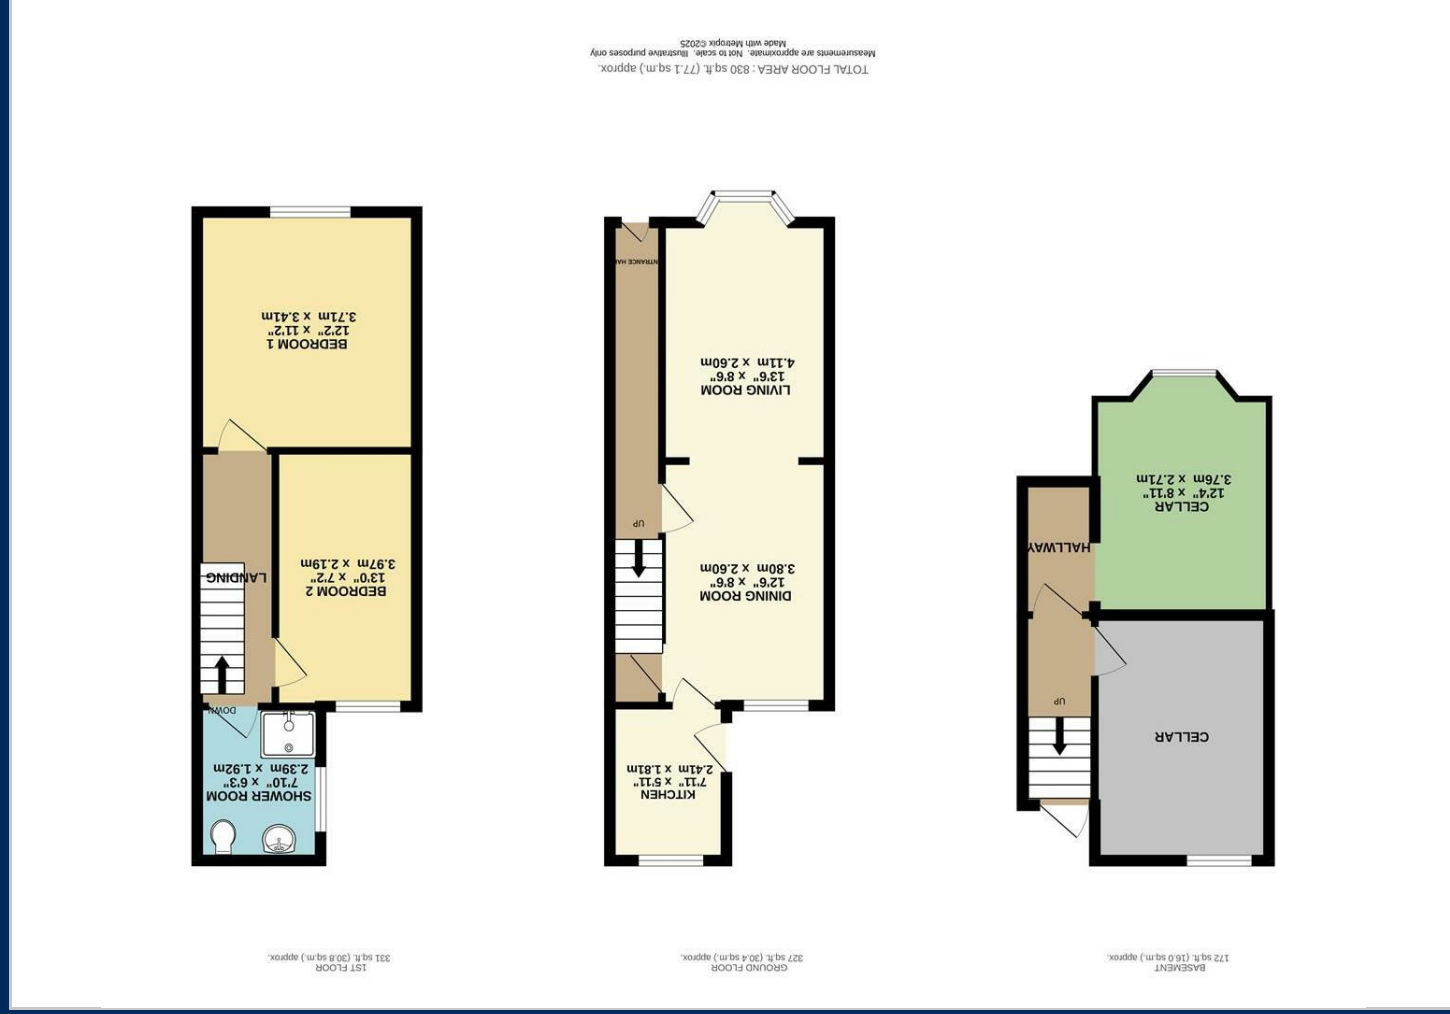 BASEMENT
172 sq.ft. (16.0 sq.m.) approx.
CELLAR
UP
HALLWAY
CELLAR
12'4" x 8'11"
3.76m x 2.71m
GROUND FLOOR
327 sq.ft. (30.4 sq.m.) approx.
KITCHEN
7'11" x 5'11"
2.41m x 1.81m
DINING ROOM
12'6" x 8'6"
3.80m x 2.60m
UP
LIVING ROOM
13'6" x 8'6"
4.11m x 2.60m
NTRANCE HAL
1ST FLOOR
331 sq.ft. (30.8 sq.m.) approx.
SHOWER ROOM
7'10" x 6'3"
2.39m x 1.92m
DOWN
BEDROOM 2
13'0" x 7'2"
3.97m x 2.19m
LANDING
BEDROOM 1
12'2" x 11'2"
3.71m x 3.41m
TOTAL FLOOR AREA : 830 sq.ft. (77.1 sq.m.) approx.
Measurements are approximate. Not to scale. Illustrative purposes only
Made with Metropix ©2025